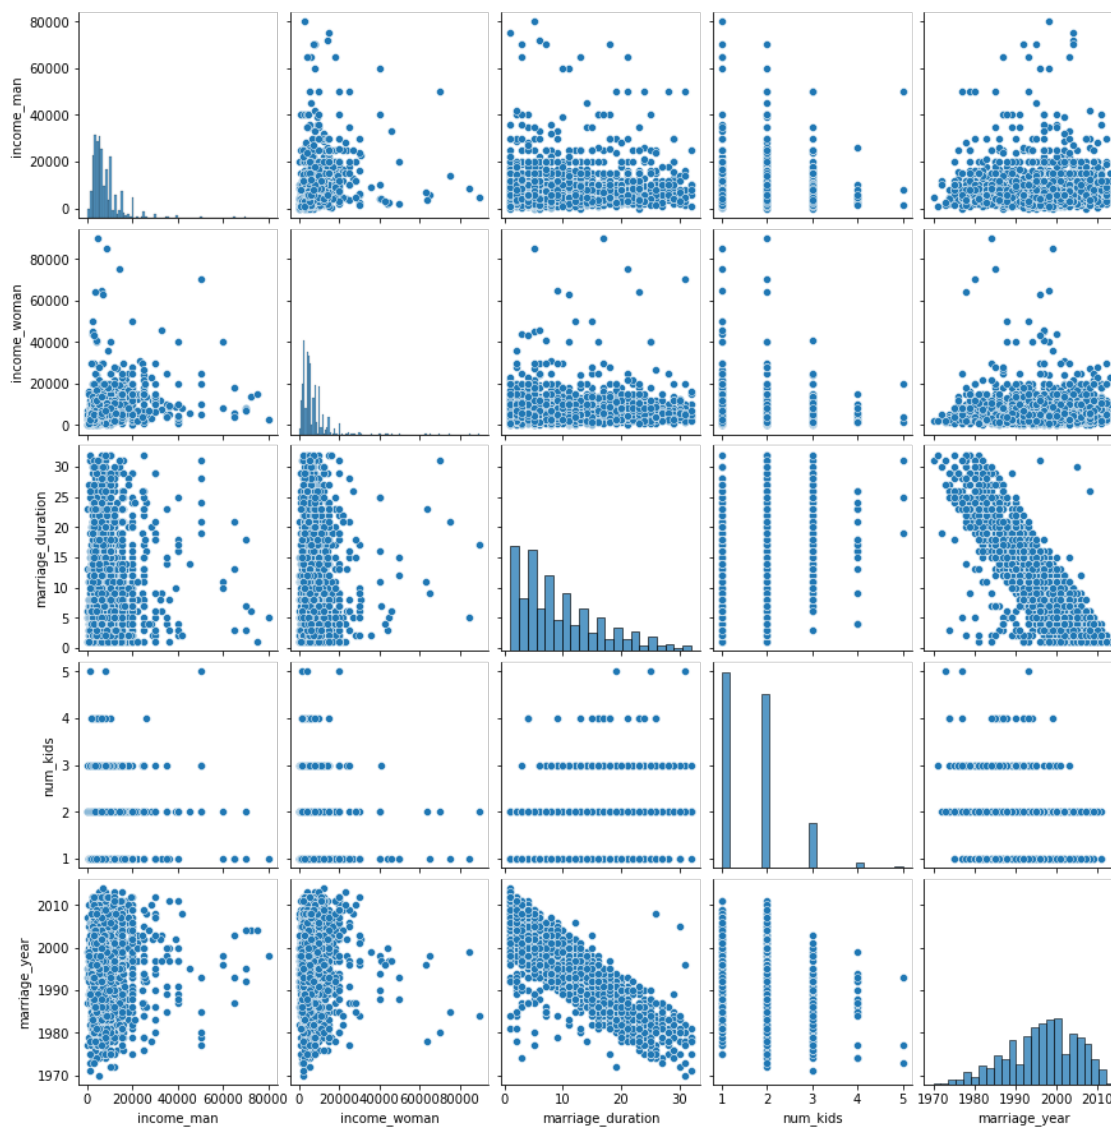 80000
60000
40000
20000
0
income_man
80000
60000
40000
20000
0
income_woman
30
25
20
15
10
5
0
marriage_duration
5
4
3
2
1
num_kids
2010
2000
1990
1980
1970
marriage_year
0 20000 40000 60000 80000
income_man
0 20000 40000 60000 80000
income_woman
0 10 20 30
marriage_duration
1 2 3 4 5
num_kids
1970 1980 1990 2000 2010
marriage_year